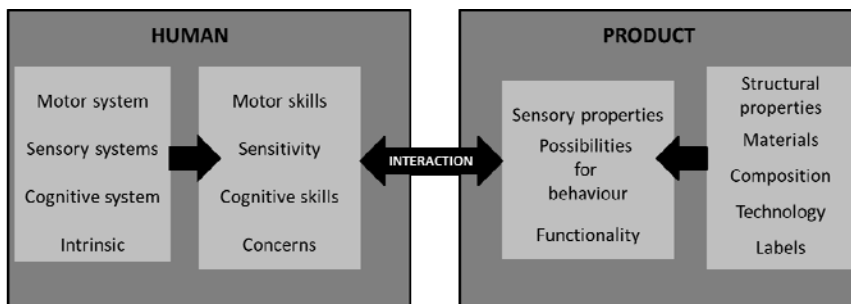 HUMAN
Motor system
Sensory systems
Cognitive system
Intrinsic
Motor skills
Sensitivity
Cognitive skills
Concerns
INTERACTION
PRODUCT
Sensory properties
Possibilities
for
behaviour
Functionality
Structural
properties
Materials
Composition
Technology
Labels